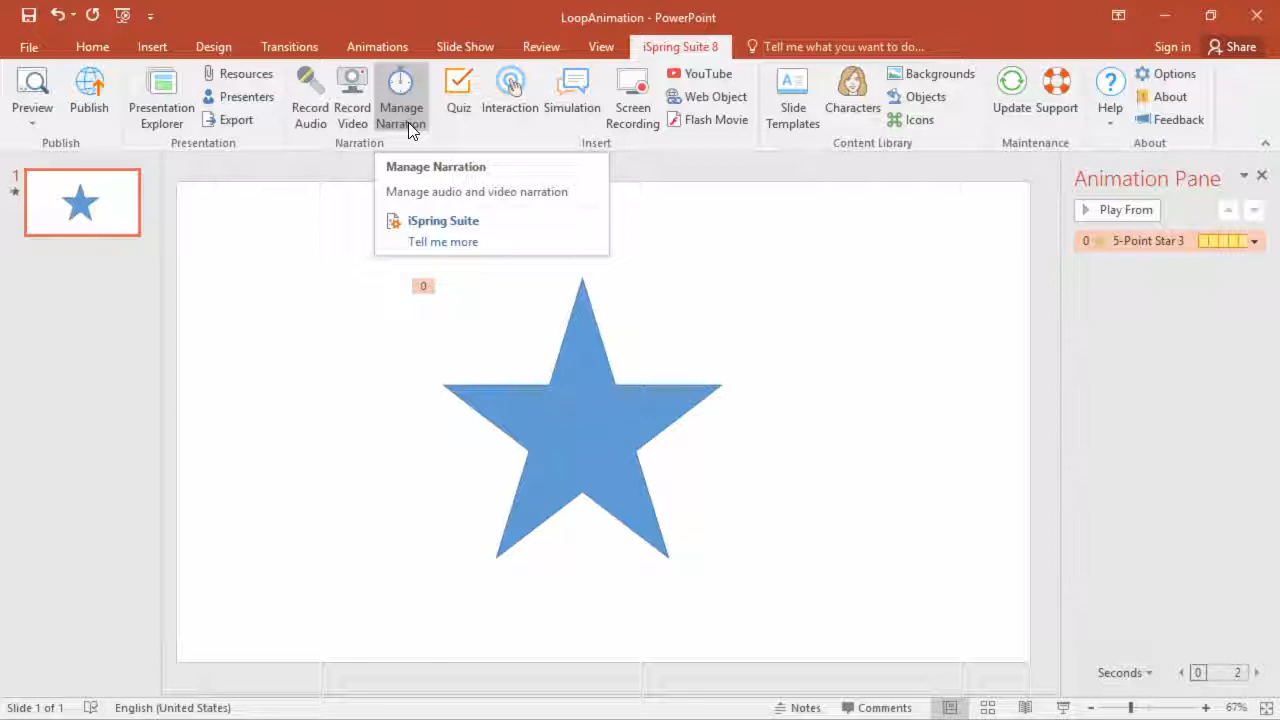 LoopAnimation - PowerPoint
File Home Insert Design Transitions Animations Slide Show Review View iSpring Suite 8 Tell me what you want to do... Sign in Share
Preview
Publish
Presentation Explorer
Resources
Presenters
Export
Record Audio
Record Video
Manage Narration
Quiz
Interaction
Simulation
Screen Recording
YouTube
Web Object
Flash Movie
Slide Templates
Characters
Backgrounds
Objects
Icons
Update
Support
Help
Options
About
Feedback
Publish Presentation Narration Insert Content Library Maintenance About
Manage Narration
Manage audio and video narration
iSpring Suite
Tell me more
1
0
Animation Pane
Play From
0 5-Point Star 3
Seconds 0 2
Slide 1 of 1 English (United States) Notes Comments 67%